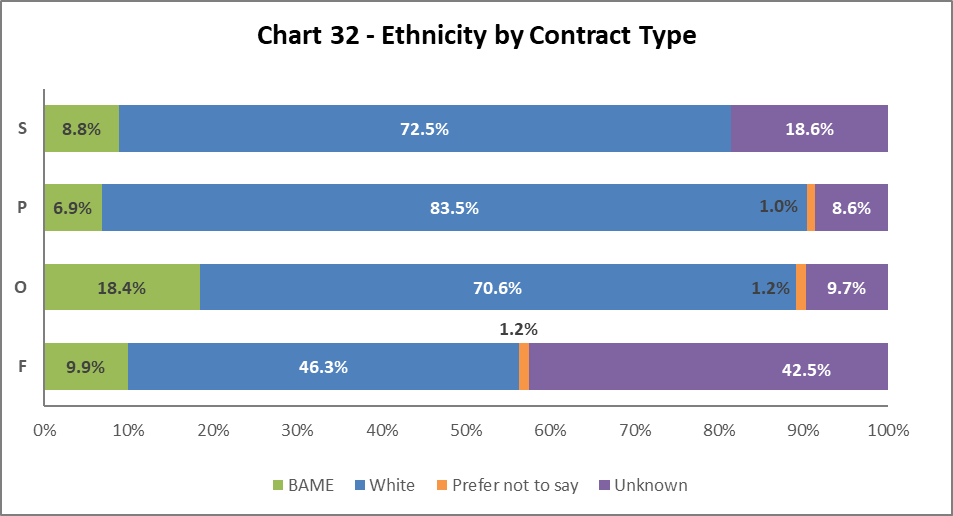 Chart 32 - Ethnicity by Contract Type
S 8.8% 72.5% 18.6%
P 6.9% 83.5% 1.0% 8.6%
O 18.4% 70.6% 1.2% 9.7%
1.2%
F 9.9% 46.3% 42.5%
0% 10% 20% 30% 40% 50% 60% 70% 80% 90% 100%
BAME White Prefer not to say Unknown